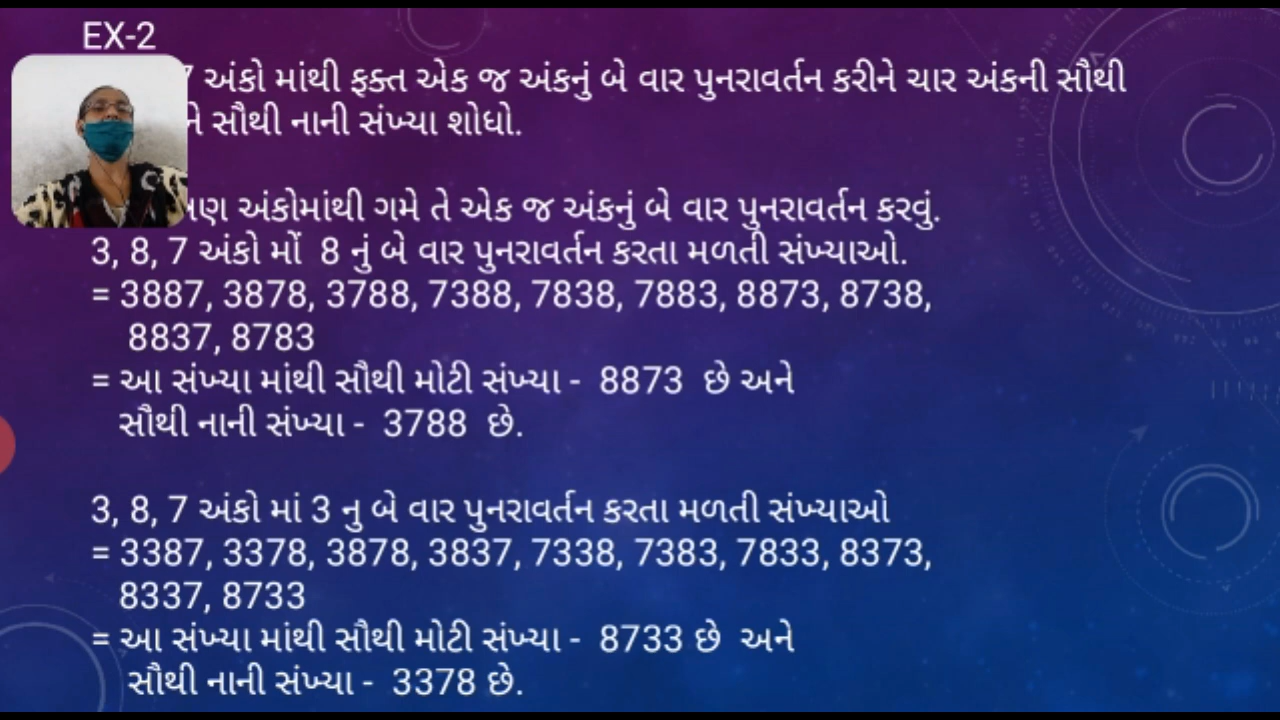 EX-2
7 અંકો માંથી ફક્ત એક જ અંકનું બે વાર પુનરાવર્તન કરીને ચાર અંકની સૌથી
સૌથી નાની સંખ્યા શોધો.
અંકોમાંથી ગમે તે એક જ અંકનું બે વાર પુનરાવર્તન કરવું.
3, 8, 7 અંકો મોં 8 નું બે વાર પુનરાવર્તન કરતા મળતી સંખ્યાઓ.
= 3887, 3878, 3788, 7388, 7838, 7883, 8873, 8738,
8837, 8783
= આ સંખ્યા માંથી સૌથી મોટી સંખ્યા - 8873 છે અને
સૌથી નાની સંખ્યા - 3788 છે.
3, 8, 7 અંકો માં 3 નુ બે વાર પુનરાવર્તન કરતા મળતી સંખ્યાઓ
= 3387, 3378, 3878, 3837, 7338, 7383, 7833, 8373,
8337, 8733
= આ સંખ્યા માંથી સૌથી મોટી સંખ્યા - 8733 છે અને
સૌથી નાની સંખ્યા - 3378 છે.